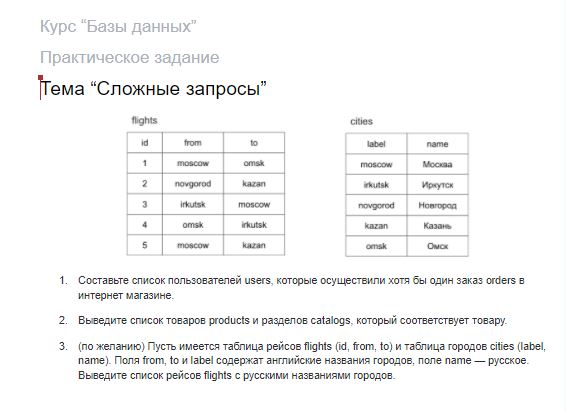 Курс “Базы данных”
Практическое задание
Тема “Сложные запросы”
flights
id from to
1 moscow omsk
2 novgorod kazan
3 irkutsk moscow
4 omsk irkutsk
5 moscow kazan
cities
label name
moscow Москва
irkutsk Иркутск
novgorod Новгород
kazan Казань
omsk Омск
1. Составьте список пользователей users, которые осуществили хотя бы один заказ orders в
интернет магазине.
2. Выведите список товаров products и разделов catalogs, который соответствует товару.
3. (по желанию) Пусть имеется таблица рейсов flights (id, from, to) и таблица городов cities (label,
name). Поля from, to и label содержат английские названия городов, поле name — русское.
Выведите список рейсов flights с русскими названиями городов.